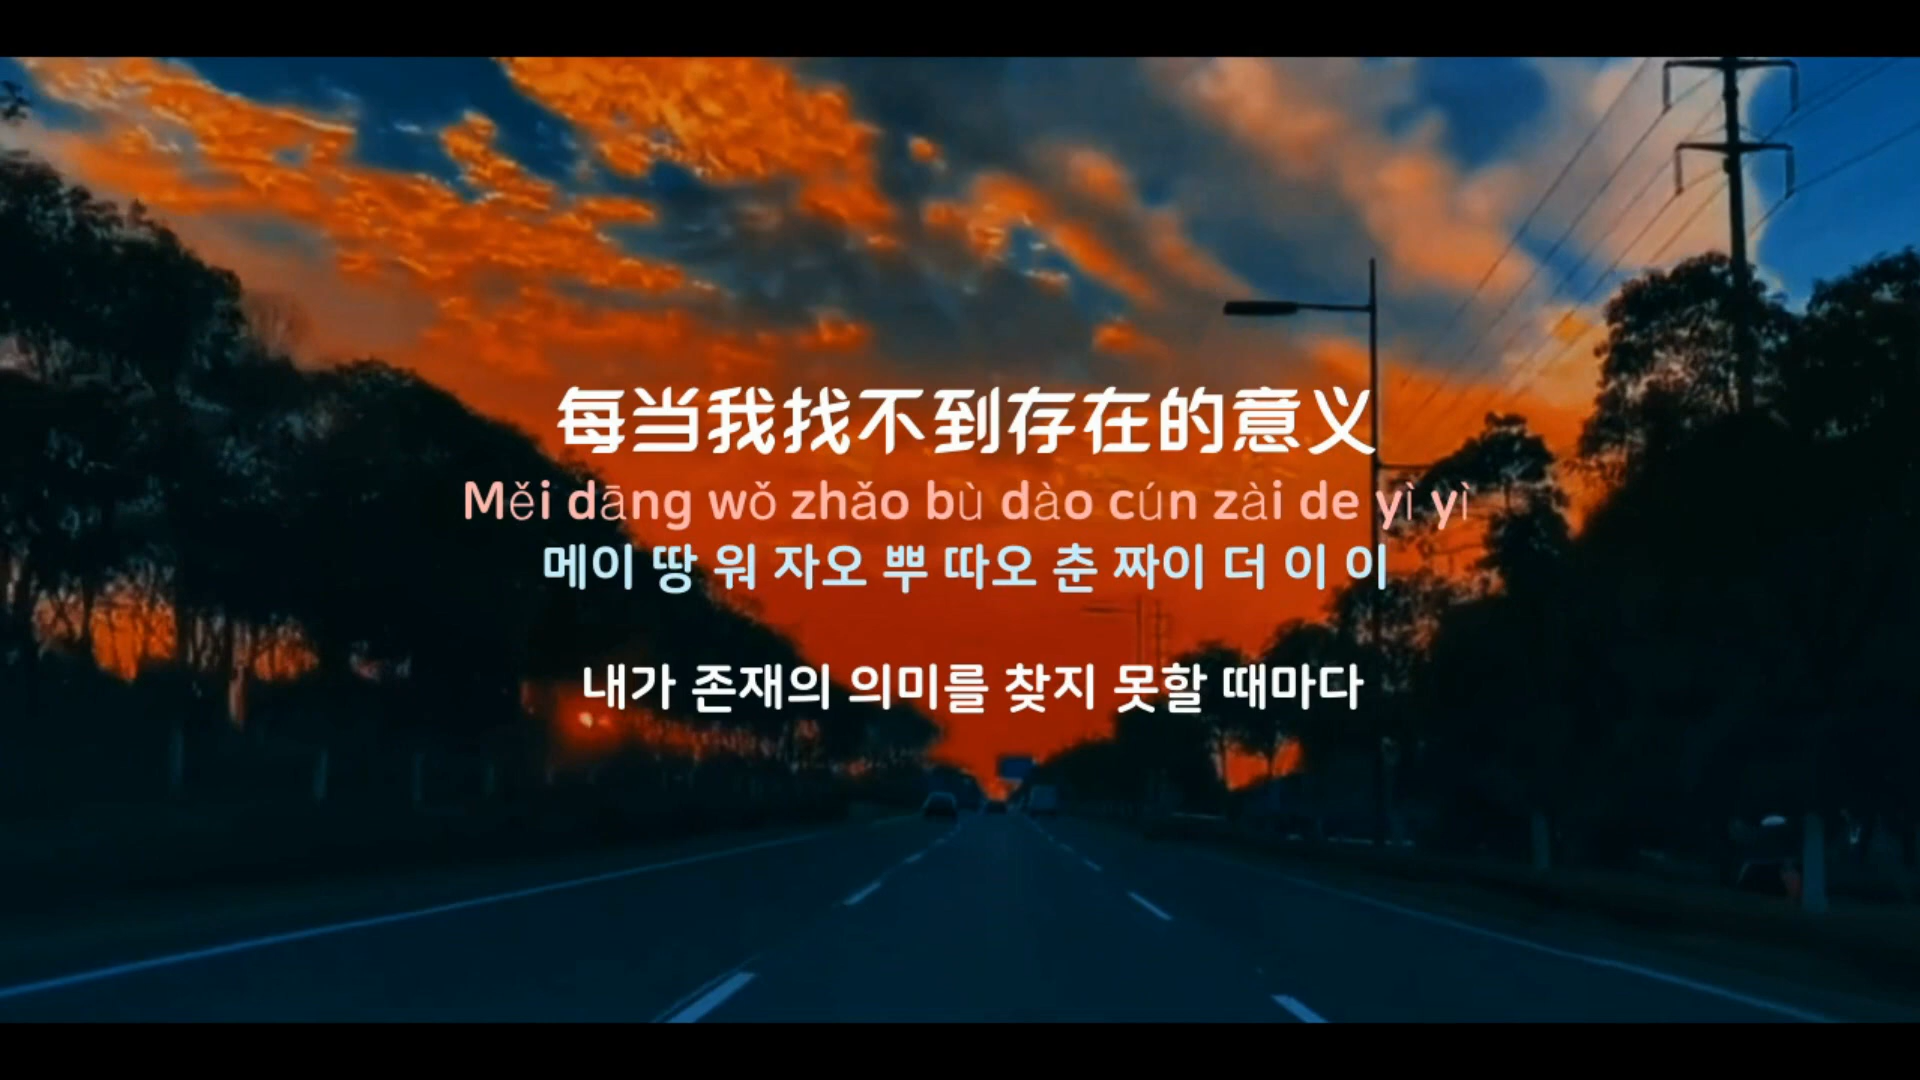 每当我找不到存在的意义
Měi dāng wǒ zhǎo bù dào cún zài de yì yì
메이 땅 워 자오 뿌 따오 춘 짜이 더 이 이
내가 존재의 의미를 찾지 못할 때마다